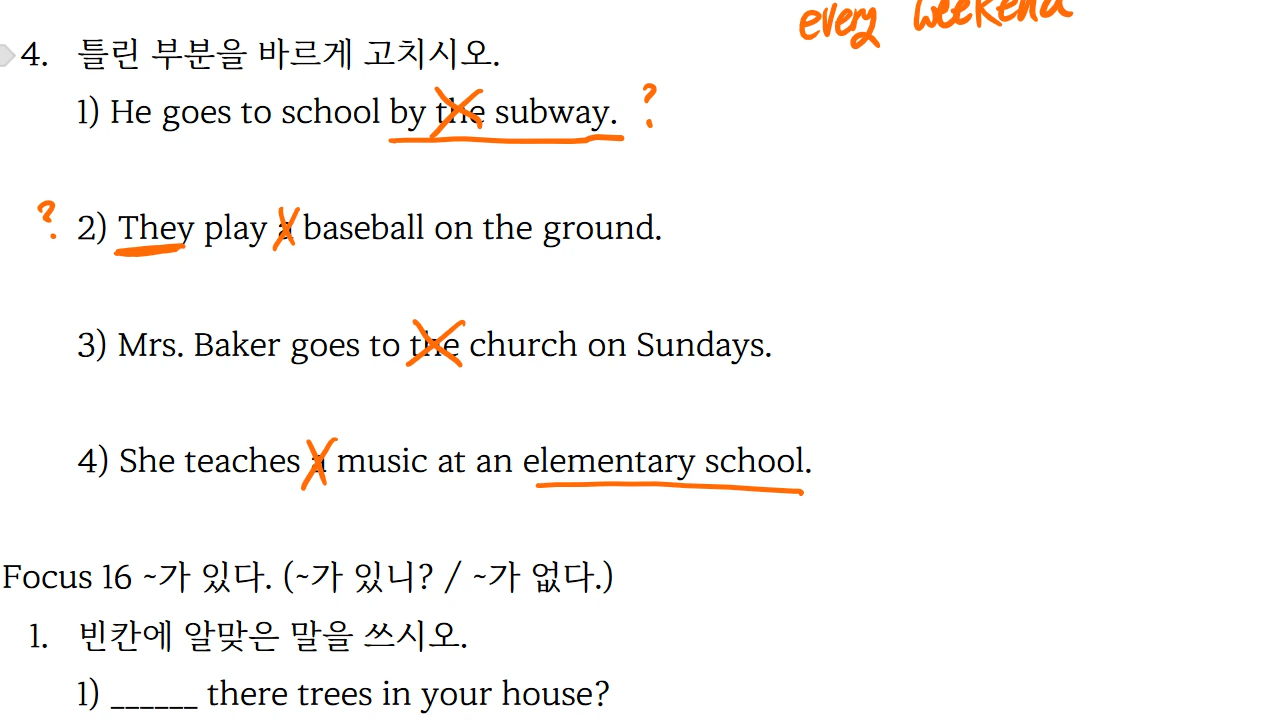 every weekend
4. 틀린 부분을 바르게 고치시오.
1) He goes to school by the subway. ?
? 2) They play a baseball on the ground.
3) Mrs. Baker goes to the church on Sundays.
4) She teaches a music at an elementary school.
Focus 16 ~가 있다. (~가 있니? / ~가 없다.)
1. 빈칸에 알맞은 말을 쓰시오.
1) ______ there trees in your house?